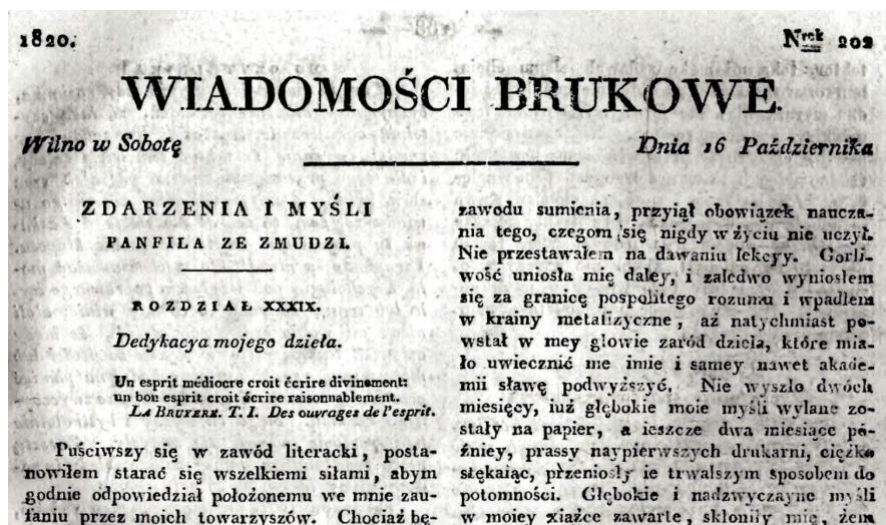 1820.
Nrek 202
WIADOMOŚCI BRUKOWE.
Wilno w Sobotę
Dnia 16 Października
ZDARZENIA I MYŚLI
PANFILA ZE ZMUDZI.
ROZDZIAŁ XXXIX.
Dedykacya mojego dzieła.
Un esprit médiocre croit écrire divinement:
un bon esprit croit écrire raisonnablement.
LA BRUYERE. T. I. Des ouvrages de l'esprit.
Puściwszy się w zawód literacki, posta-
nowiłem starać się wszelkiemi siłami, abym
godnie odpowiedział położonemu we mnie zau-
faniu przez moich towarzyszów. Chociaż bę-
zawodu sumienia, przyiął obowiązek naucza-
nia tego, czegom się nigdy w życiu nie uczył.
Nie przestawałem na dawaniu lekcyy. Gorli-
wość uniosła mię daley, i zaledwo wyniosłem
się za granicę pospolitego rozumu i wpadłem
w krainy metafizyczne, aż natychmiast po-
wstał w mey głowie zaród dzieła, które mia-
ło uwiecznić me imie i samey nawet akade-
mii sławę podwyższyć. Nie wyszło dwóch
miesięcy, iuż głębokie moie myśli wylane zo-
stały na papier, a ieszcze dwa miesiące pó-
źniey, prassy naypierwszych drukarni, ciężko
stękaiąc, przeniosły ie trwalszym sposobem do
potomności. Głębokie i nadzwyczayne myśli
w moiey xiążce zawarte, skłoniły mię, żem